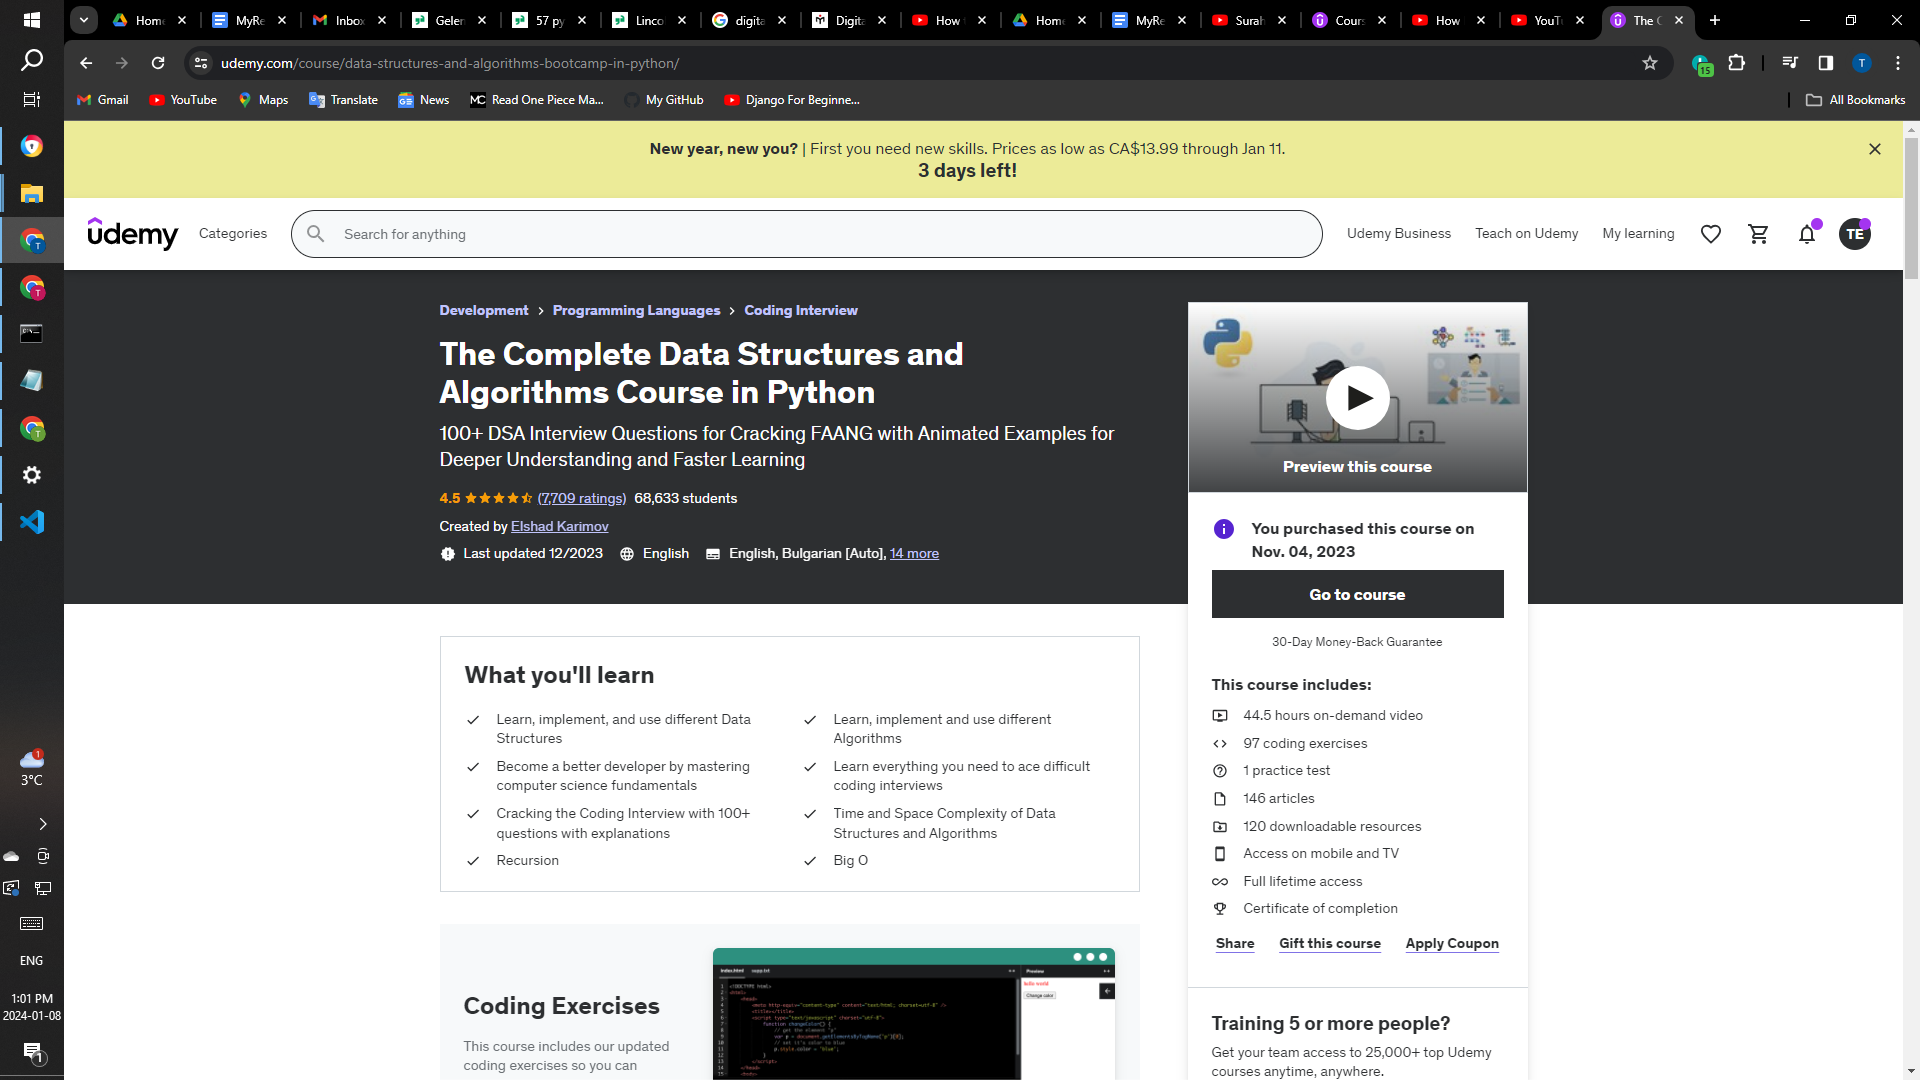 Home
MyRe
Inbox
Gelen
57 py
Linco
digita
Digita
How
Home
MyRe
Surah
Cours
How
YouTu
The C
udemy.com/course/data-structures-and-algorithms-bootcamp-in-python/
15
T
Gmail
YouTube
Maps
Translate
News
Read One Piece Ma...
My GitHub
Django For Beginne...
All Bookmarks
New year, new you? | First you need new skills. Prices as low as CA$13.99 through Jan 11.
3 days left!
udemy
Categories
Search for anything
Udemy Business
Teach on Udemy
My learning
TE
Development > Programming Languages > Coding Interview
The Complete Data Structures and
Algorithms Course in Python
100+ DSA Interview Questions for Cracking FAANG with Animated Examples for
Deeper Understanding and Faster Learning
4.5 (7,709 ratings) 68,633 students
Created by Elshad Karimov
Last updated 12/2023 English English, Bulgarian [Auto], 14 more
Preview this course
You purchased this course on
Nov. 04, 2023
Go to course
30-Day Money-Back Guarantee
This course includes:
44.5 hours on-demand video
97 coding exercises
1 practice test
146 articles
120 downloadable resources
Access on mobile and TV
Full lifetime access
Certificate of completion
Share
Gift this course
Apply Coupon
Training 5 or more people?
Get your team access to 25,000+ top Udemy
courses anytime, anywhere.
What you'll learn
Learn, implement, and use different Data
Structures
Become a better developer by mastering
computer science fundamentals
Cracking the Coding Interview with 100+
questions with explanations
Recursion
Learn, implement and use different
Algorithms
Learn everything you need to ace difficult
coding interviews
Time and Space Complexity of Data
Structures and Algorithms
Big O
Coding Exercises
This course includes our updated
coding exercises so you can
Preview
hello world
Change color
1
3°C
ENG
1:01 PM
2024-01-08
1